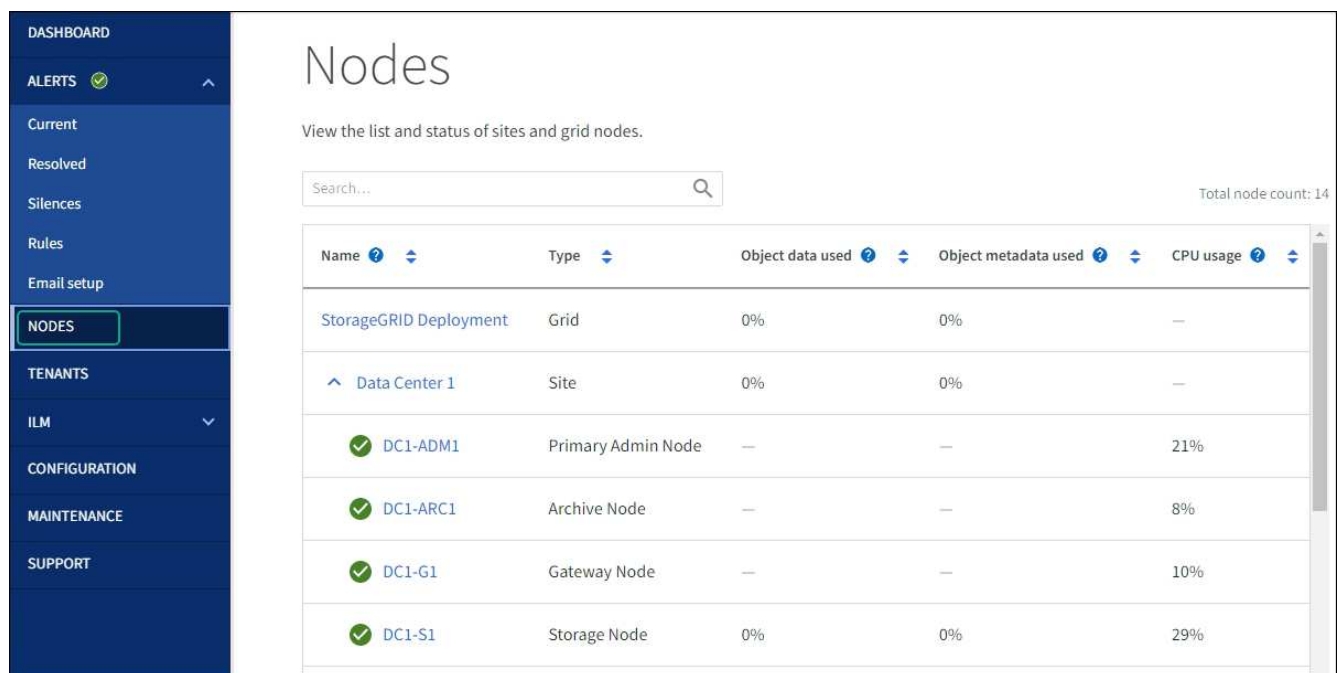 DASHBOARD
ALERTS
Current
Resolved
Silences
Rules
Email setup
NODES
TENANTS
ILM
CONFIGURATION
MAINTENANCE
SUPPORT
Nodes
View the list and status of sites and grid nodes.
Search...
Total node count: 14
Name ? Type Object data used ? Object metadata used ? CPU usage ?
StorageGRID Deployment Grid 0% 0% —
Data Center 1 Site 0% 0% —
DC1-ADM1 Primary Admin Node — — 21%
DC1-ARC1 Archive Node — — 8%
DC1-G1 Gateway Node — — 10%
DC1-S1 Storage Node 0% 0% 29%